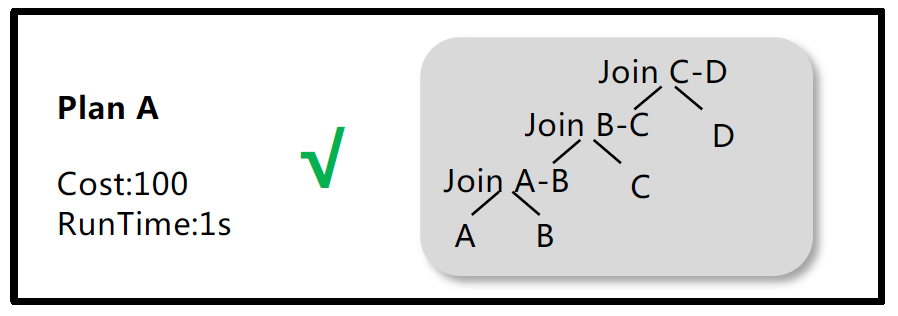 Plan A
Cost:100
RunTime:1s
√
Join C-D
Join B-C
D
Join A-B
C
A
B